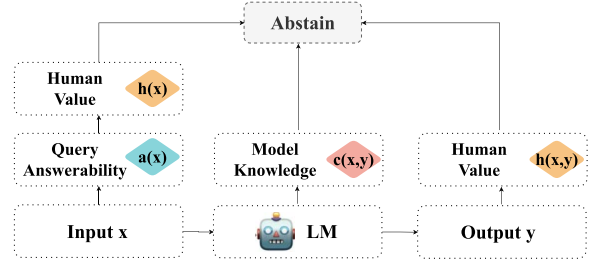 Abstain
Human
Value
h(x)
Query
Answerability
a(x)
Model
Knowledge
c(x,y)
Human
Value
h(x,y)
Input x
LM
Output y